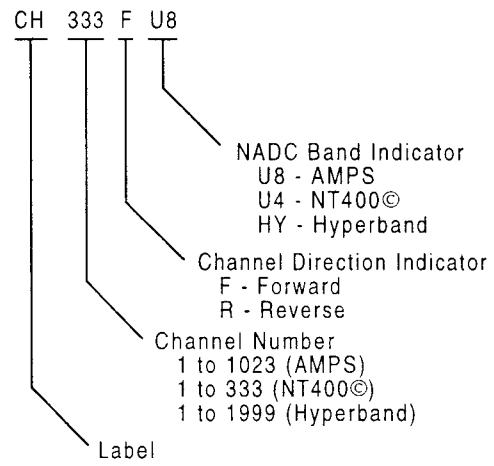 CH 333 F U8
NADC Band Indicator
U8 - AMPS
U4 - NT400©
HY - Hyperband
Channel Direction Indicator
F - Forward
R - Reverse
Channel Number
1 to 1023 (AMPS)
1 to 333 (NT400©)
1 to 1999 (Hyperband)
Label